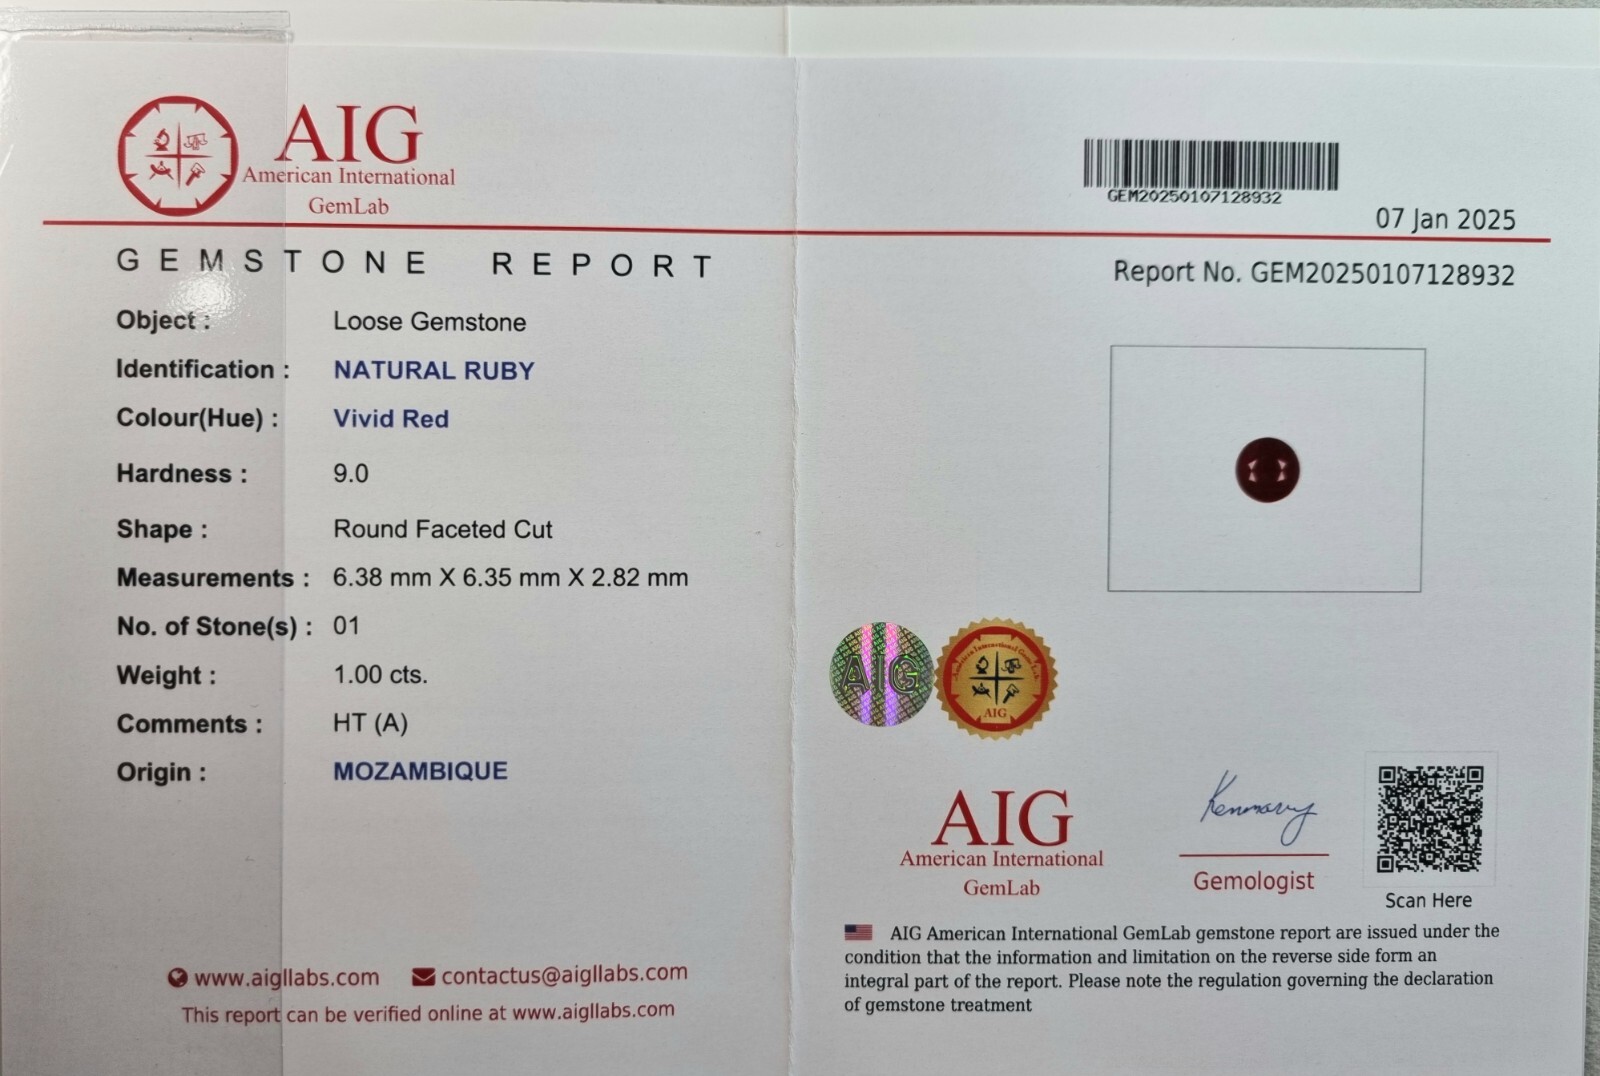 AIG
American International
GemLab
GEM20250107128932
07 Jan 2025
GEMSTONE REPORT
Report No. GEM20250107128932
Object : Loose Gemstone
Identification : NATURAL RUBY
Colour(Hue) : Vivid Red
Hardness : 9.0
Shape : Round Faceted Cut
Measurements : 6.38 mm X 6.35 mm X 2.82 mm
No. of Stone(s) : 01
Weight : 1.00 cts.
Comments : HT (A)
Origin : MOZAMBIQUE
www.aigllabs.com contactus@aigllabs.com
This report can be verified online at www.aigllabs.com
AIG
AIG
AIG
American International
GemLab
Gemologist
Scan Here
AIG American International GemLab gemstone report are issued under the
condition that the information and limitation on the reverse side form an
integral part of the report. Please note the regulation governing the declaration
of gemstone treatment